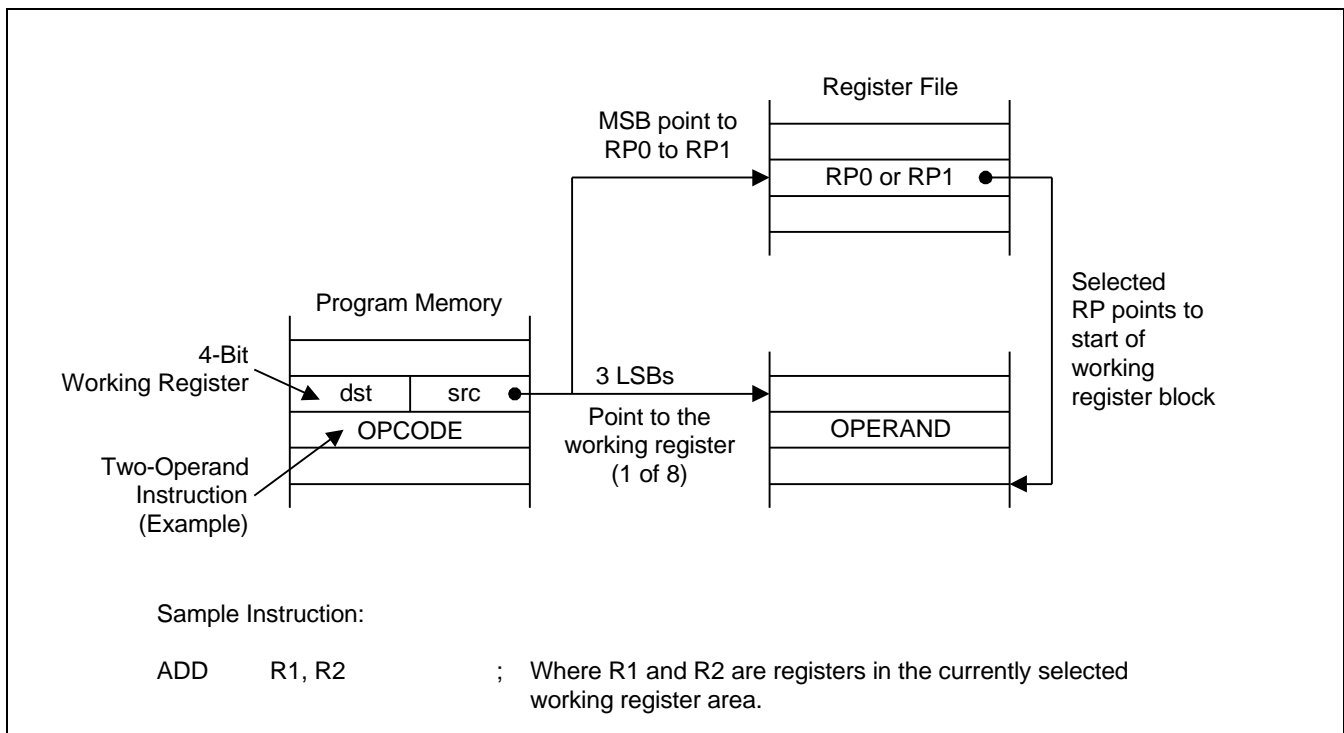 Register File
MSB point to
RP0 to RP1
RP0 or RP1
Selected
RP points to
start of
working
register block
Program Memory
4-Bit
Working Register
dst
src
3 LSBs
Point to the
working register
(1 of 8)
OPCODE
OPERAND
Two-Operand
Instruction
(Example)
Sample Instruction:
ADD R1, R2 ; Where R1 and R2 are registers in the currently selected
working register area.